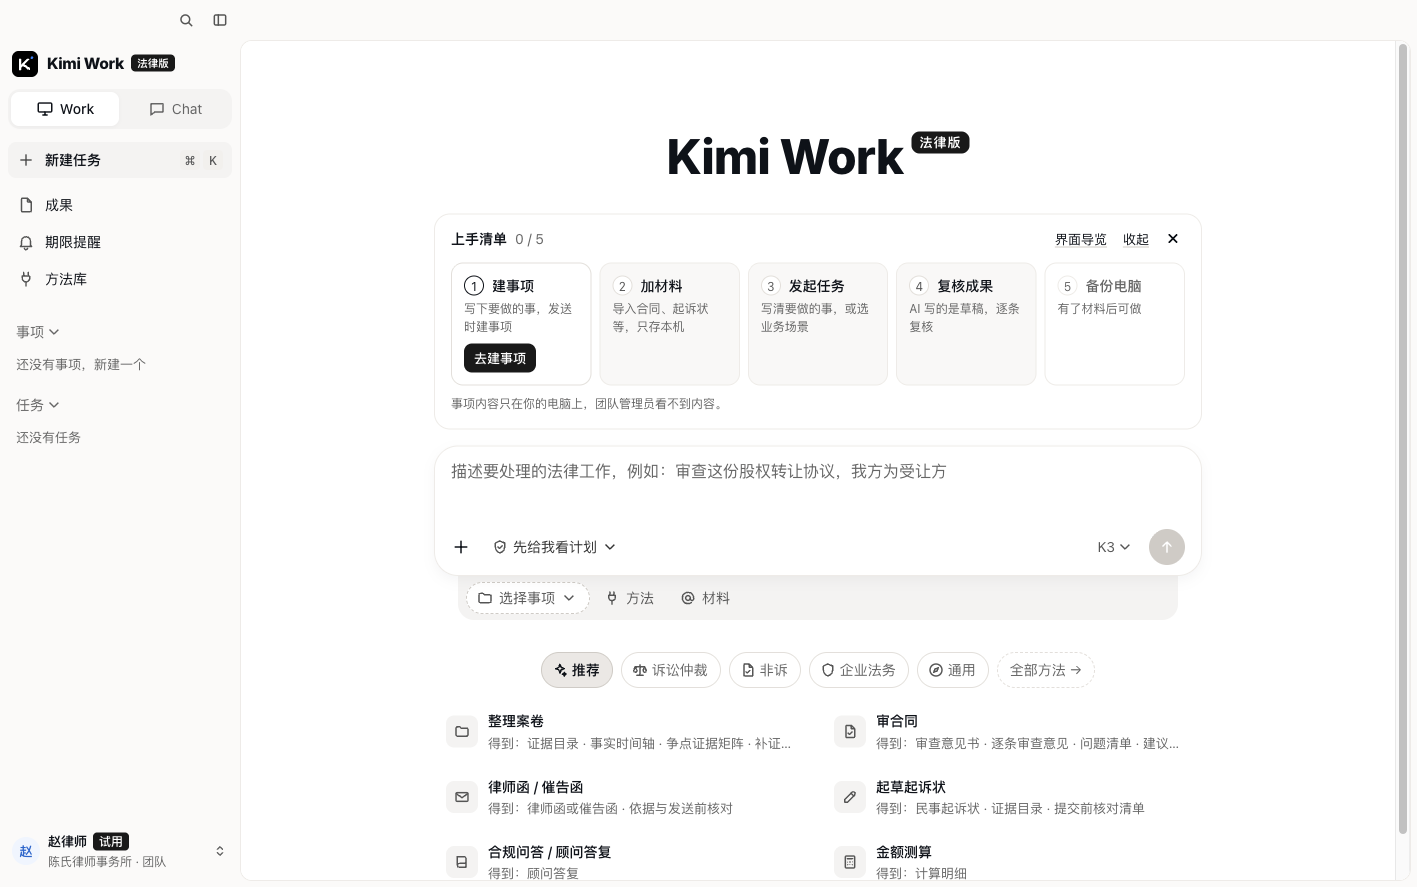 Kimi Work 法律版
Work
Chat
新建任务 ⌘ K
成果
期限提醒
方法库
事项
还没有事项，新建一个
任务
还没有任务
赵
赵律师 试用
陈氏律师事务所 · 团队
Kimi Work 法律版
上手清单 0 / 5
界面导览
收起
1 建事项
写下要做的事，发送
时建事项
去建事项
2 加材料
导入合同、起诉状
等，只存本机
3 发起任务
写清要做的事，或选
业务场景
4 复核成果
AI 写的是草稿，逐条
复核
5 备份电脑
有了材料后可做
事项内容只在你的电脑上，团队管理员看不到内容。
描述要处理的法律工作，例如：审查这份股权转让协议，我方为受让方
先给我看计划
K3
选择事项
方法
材料
推荐
诉讼仲裁
非诉
企业法务
通用
全部方法 →
整理案卷
得到：证据目录 · 事实时间轴 · 争点证据矩阵 · 补证...
审合同
得到：审查意见书 · 逐条审查意见 · 问题清单 · 建议...
律师函 / 催告函
得到：律师函或催告函 · 依据与发送前核对
起草起诉状
得到：民事起诉状 · 证据目录 · 提交前核对清单
合规问答 / 顾问答复
得到：顾问答复
金额测算
得到：计算明细